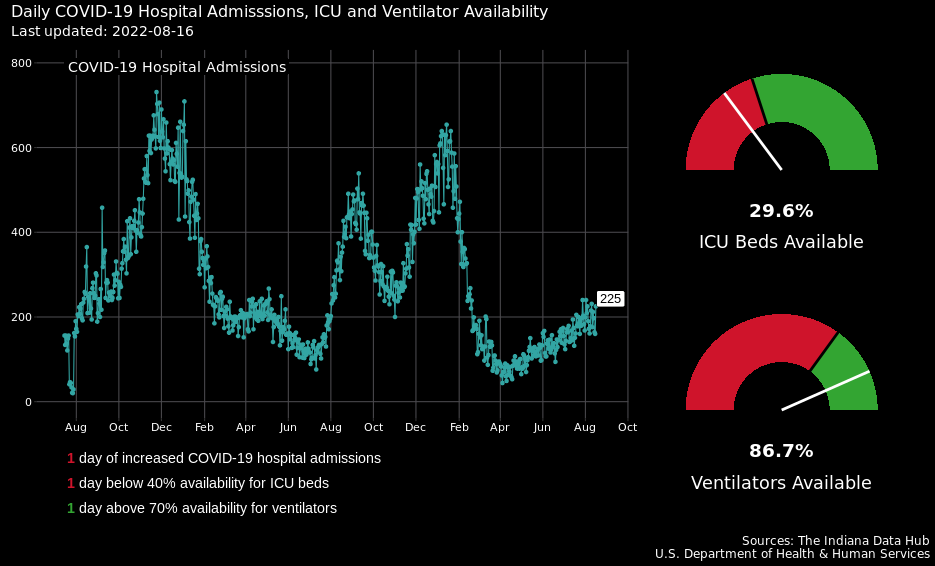 Daily COVID-19 Hospital Admisssions, ICU and Ventilator Availability
Last updated: 2022-08-16
COVID-19 Hospital Admissions
800
600
400
200
0
225
Aug Oct Dec Feb Apr Jun Aug Oct Dec Feb Apr Jun Aug Oct
29.6%
ICU Beds Available
86.7%
Ventilators Available
1 day of increased COVID-19 hospital admissions
1 day below 40% availability for ICU beds
1 day above 70% availability for ventilators
Sources: The Indiana Data Hub
U.S. Department of Health & Human Services